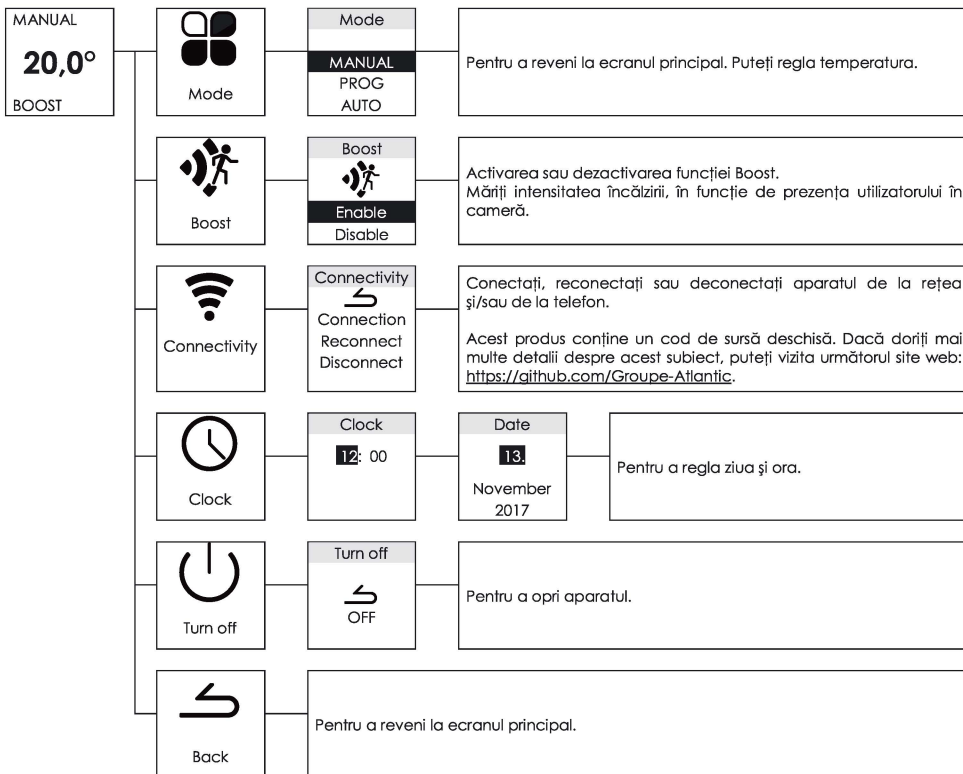 MANUAL
20,0°
BOOST
Mode
Mode
MANUAL
PROG
AUTO
Pentru a reveni la ecranul principal. Puteți regla temperatura.
Boost
Boost
Enable
Disable
Activarea sau dezactivarea funcției Boost.
Măriți intensitatea încălzirii, în funcție de prezența utilizatorului în
cameră.
Connectivity
Connectivity
Connection
Reconnect
Disconnect
Conectați, reconectați sau deconectați aparatul de la rețea
și/sau de la telefon.
Acest produs conține un cod de sursă deschisă. Dacă doriți mai
multe detalii despre acest subiect, puteți vizita următorul site web:
https://github.com/Groupe-Atlantic.
Clock
Clock
12: 00
Date
13.
November
2017
Pentru a regla ziua și ora.
Turn off
Turn off
OFF
Pentru a opri aparatul.
Back
Pentru a reveni la ecranul principal.